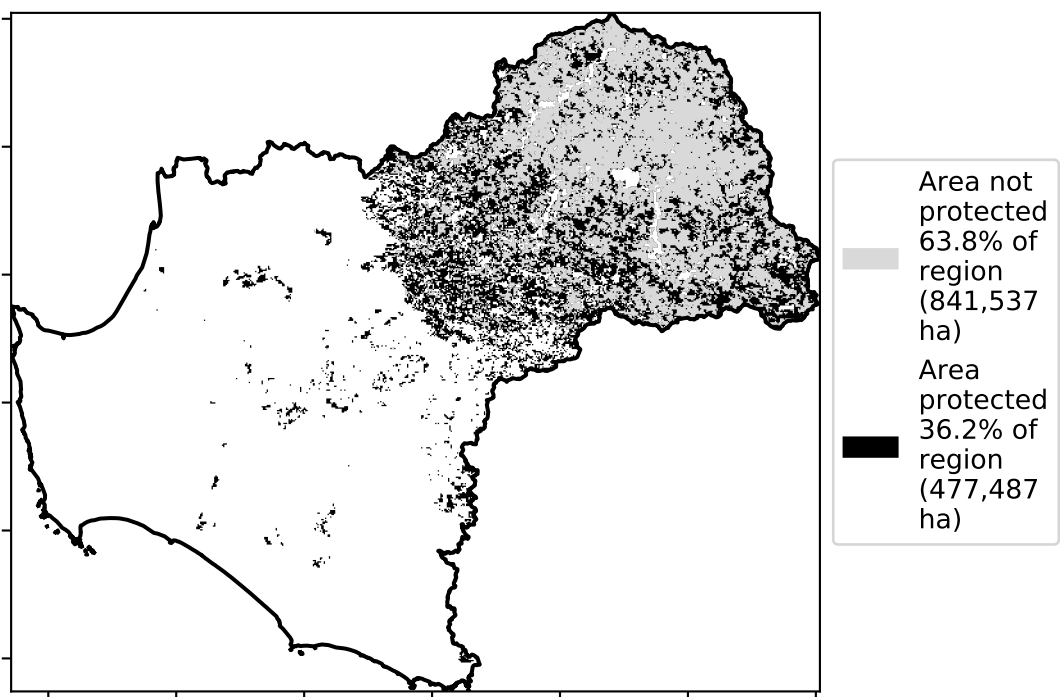 Area not
protected
63.8% of
region
(841,537
ha)
Area
protected
36.2% of
region
(477,487
ha)